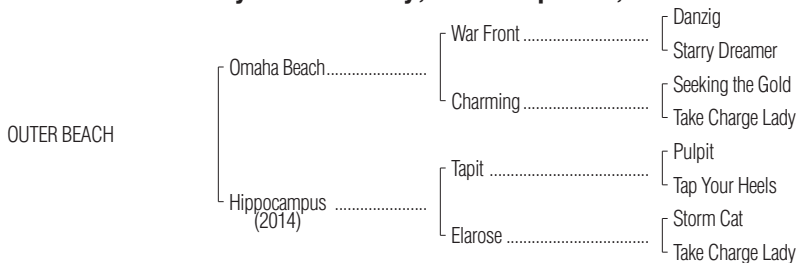 War Front
Danzig
Starry Dreamer
Omaha Beach
Charming
Seeking the Gold
Take Charge Lady
OUTER BEACH
Tapit
Pulpit
Tap Your Heels
Hippocampus
(2014)
Elarose
Storm Cat
Take Charge Lady